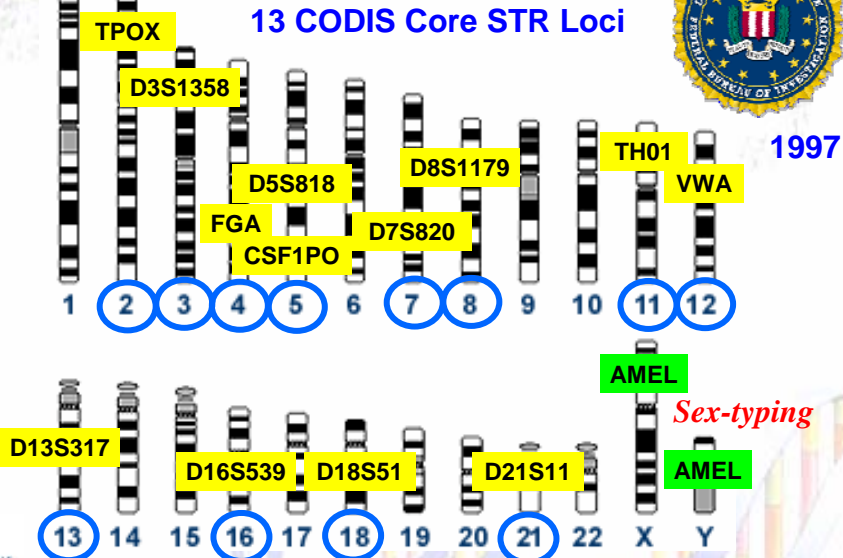 13 CODIS Core STR Loci
TPOX
D3S1358
1997
TH01
D8S1179
VWA
D5S818
FGA
D7S820
CSF1PO
1 2 3 4 5 6 7 8 9 10 11 12
AMEL
Sex-typing
D13S317
D16S539 D18S51 D21S11 AMEL
13 14 15 16 17 18 19 20 21 22 X Y